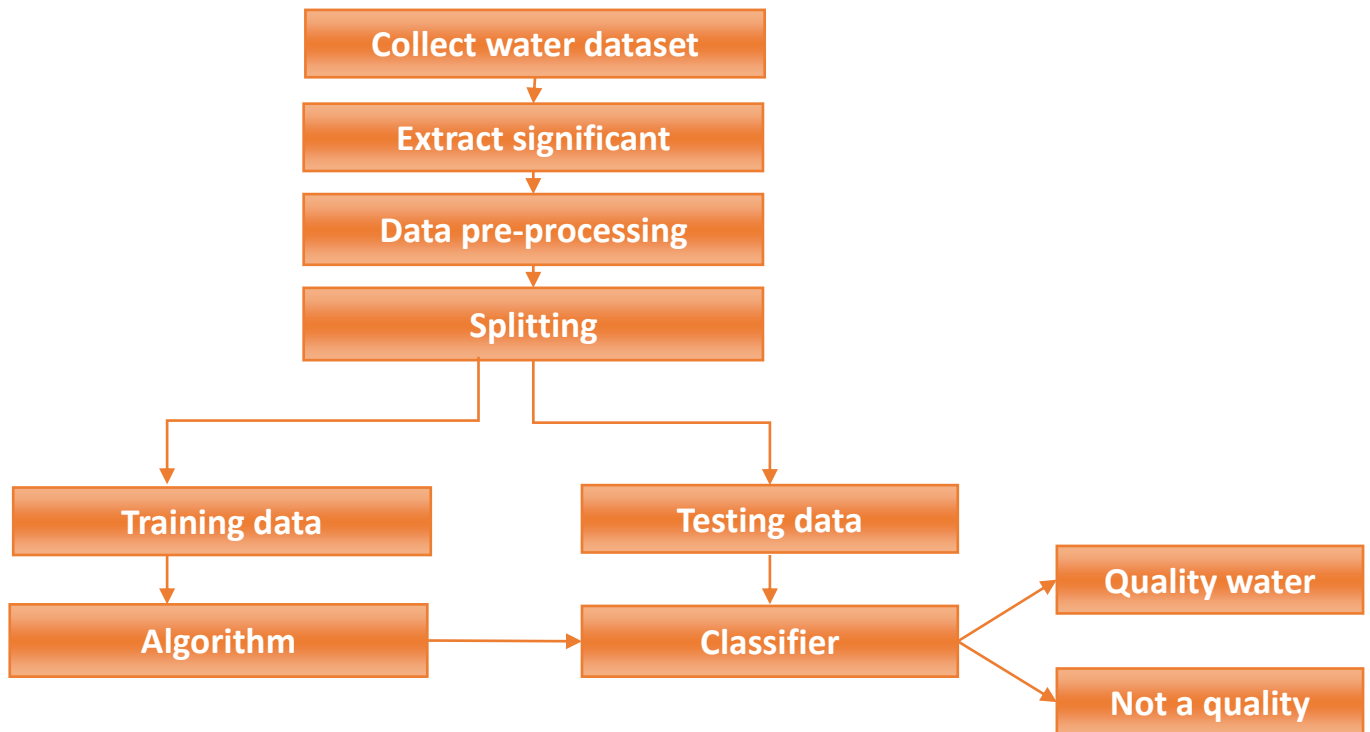 Collect water dataset
Extract significant
Data pre-processing
Splitting
Training data
Testing data
Algorithm
Classifier
Quality water
Not a quality